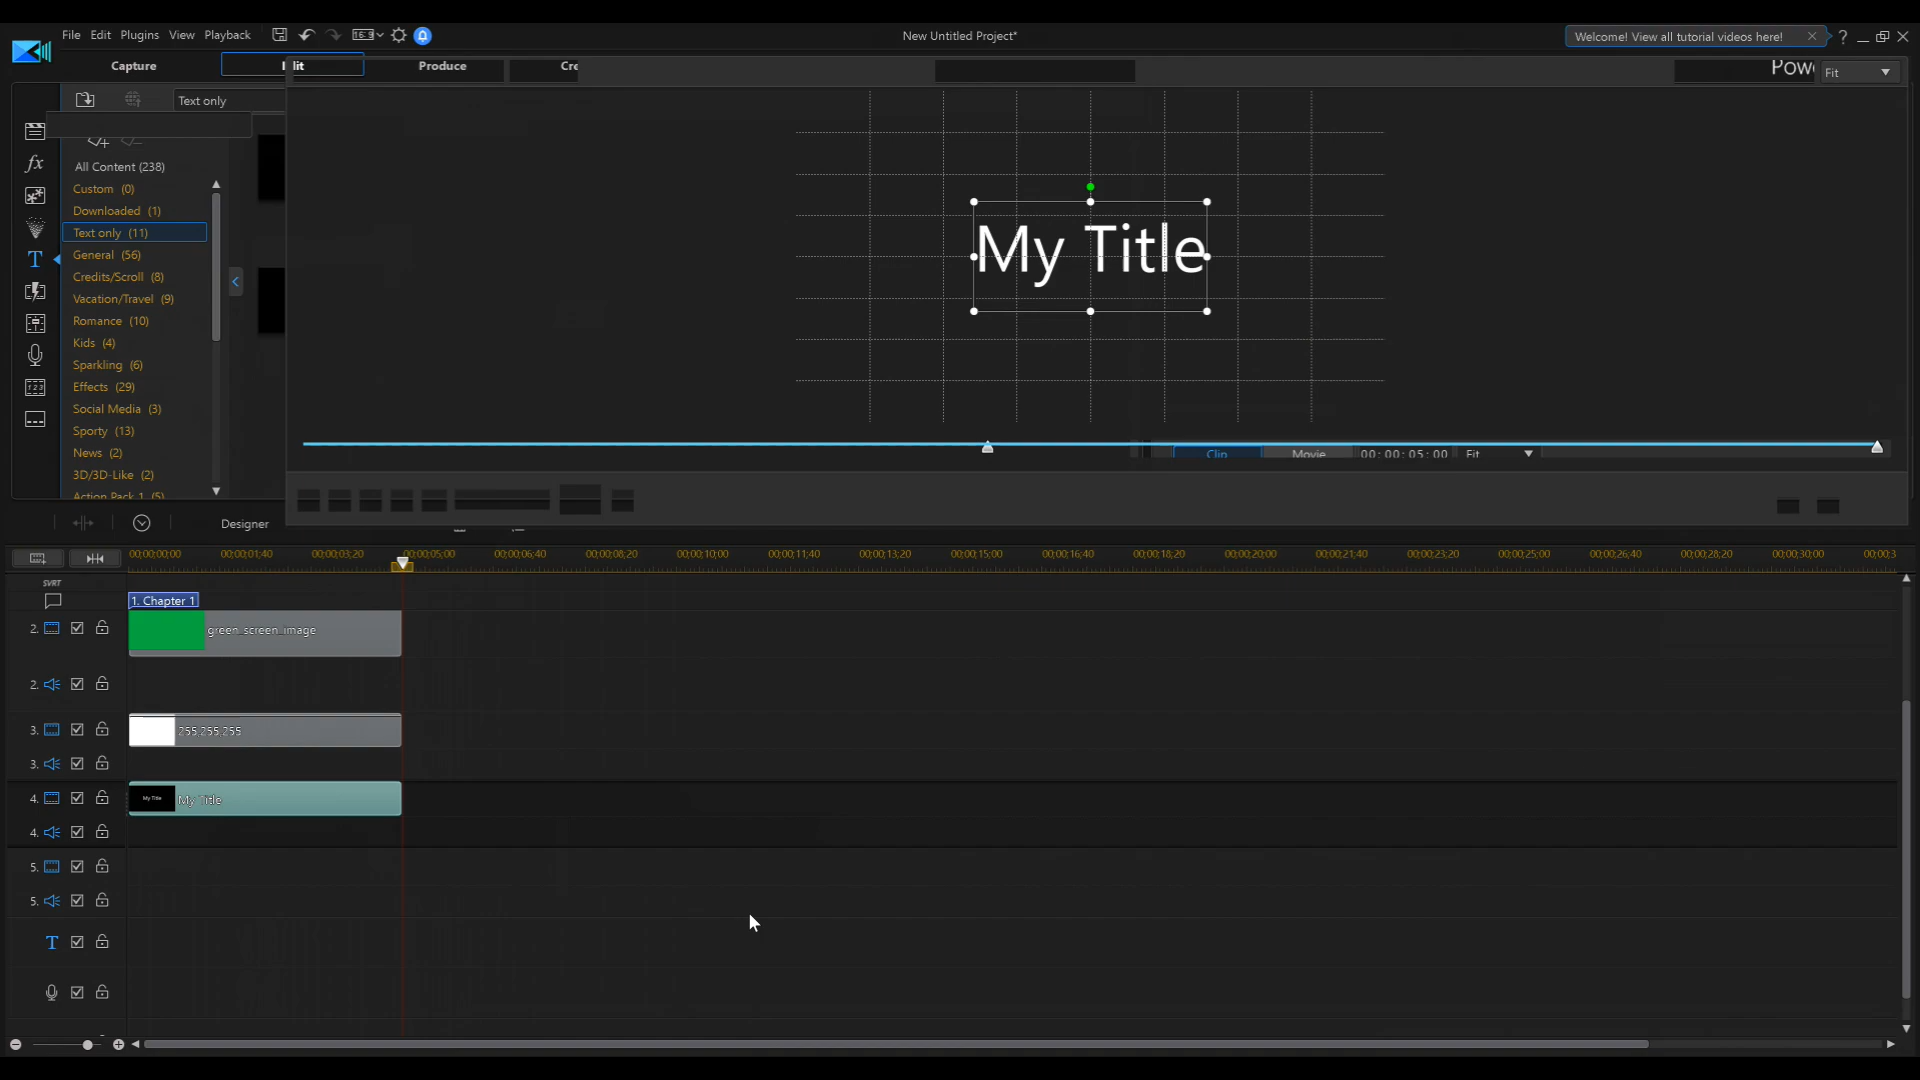 File Edit Plugins View Playback
16:9
New Untitled Project*
Welcome! View all tutorial videos here!
?
Capture
Produce
Fit
Text only
All Content (238)
Custom (0)
Downloaded (1)
Text only (11)
General (56)
Credits/Scroll (8)
Vacation/Travel (9)
Romance (10)
Kids (4)
Sparkling (6)
Effects (29)
Social Media (3)
Sporty (13)
News (2)
3D/3D-Like (2)
Action Pack 1 (5)
fx
T
My Title
Clip Movie 00:00:05:00 Fit
Designer
00;00;00;00 00;00;01;40 00;00;03;20 00;00;05;00 00;00;06;40 00;00;08;20 00;00;10;00 00;00;11;40 00;00;13;20 00;00;15;00 00;00;16;40 00;00;18;20 00;00;20;00 00;00;21;40 00;00;23;20 00;00;25;00 00;00;26;40 00;00;28;20 00;00;30;00 00;00;3
SVRT
1. Chapter 1
2. green_screen_image
2.
3. 255,255,255
3.
4. My Title My Title
4.
5.
5.
T